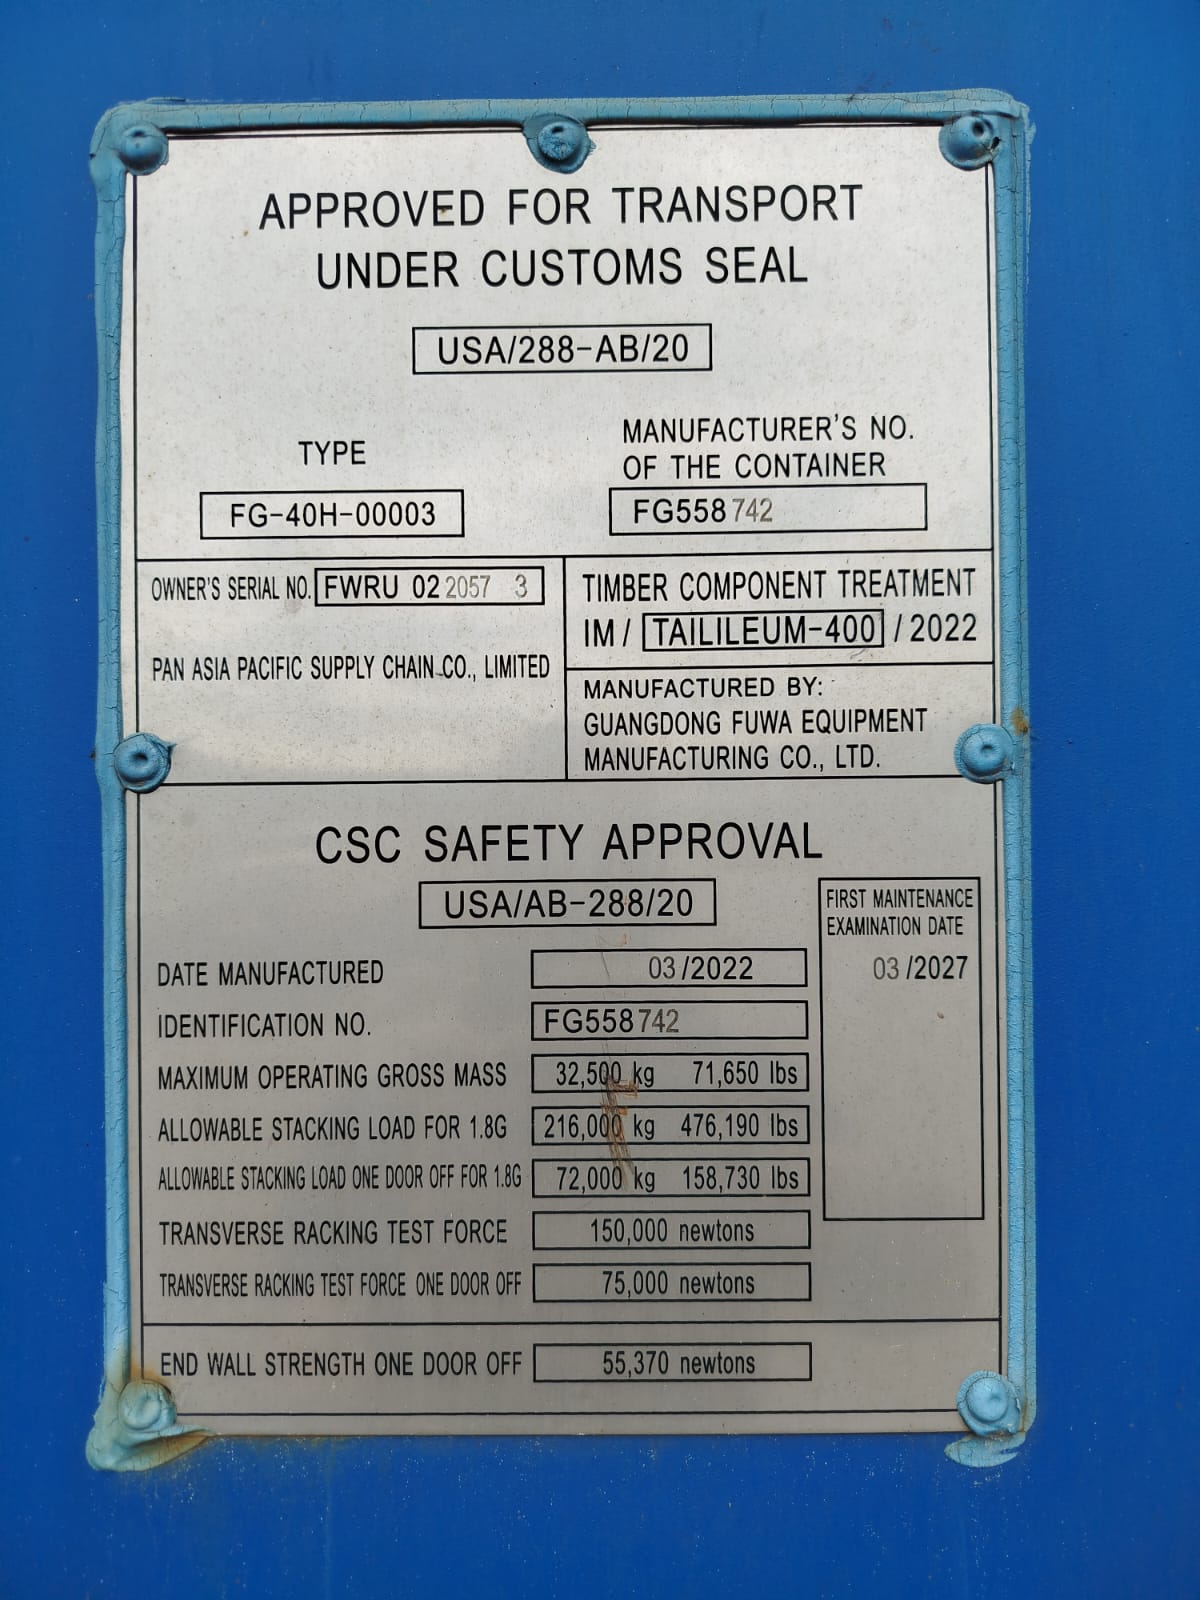 APPROVED FOR TRANSPORT
UNDER CUSTOMS SEAL
USA/288-AB/20
TYPE
FG-40H-00003
MANUFACTURER'S NO.
OF THE CONTAINER
FG558742
OWNER'S SERIAL NO. FWRU 022057 3
PAN ASIA PACIFIC SUPPLY CHAIN CO., LIMITED
TIMBER COMPONENT TREATMENT
IM / TAILILEUM-400 / 2022
MANUFACTURED BY:
GUANGDONG FUWA EQUIPMENT
MANUFACTURING CO., LTD.
CSC SAFETY APPROVAL
USA/AB-288/20
FIRST MAINTENANCE
EXAMINATION DATE
03 /2027
DATE MANUFACTURED 03 /2022
IDENTIFICATION NO. FG558742
MAXIMUM OPERATING GROSS MASS 32,500 kg 71,650 lbs
ALLOWABLE STACKING LOAD FOR 1.8G 216,000 kg 476,190 lbs
ALLOWABLE STACKING LOAD ONE DOOR OFF FOR 1.8G 72,000 kg 158,730 lbs
TRANSVERSE RACKING TEST FORCE 150,000 newtons
TRANSVERSE RACKING TEST FORCE ONE DOOR OFF 75,000 newtons
END WALL STRENGTH ONE DOOR OFF 55,370 newtons